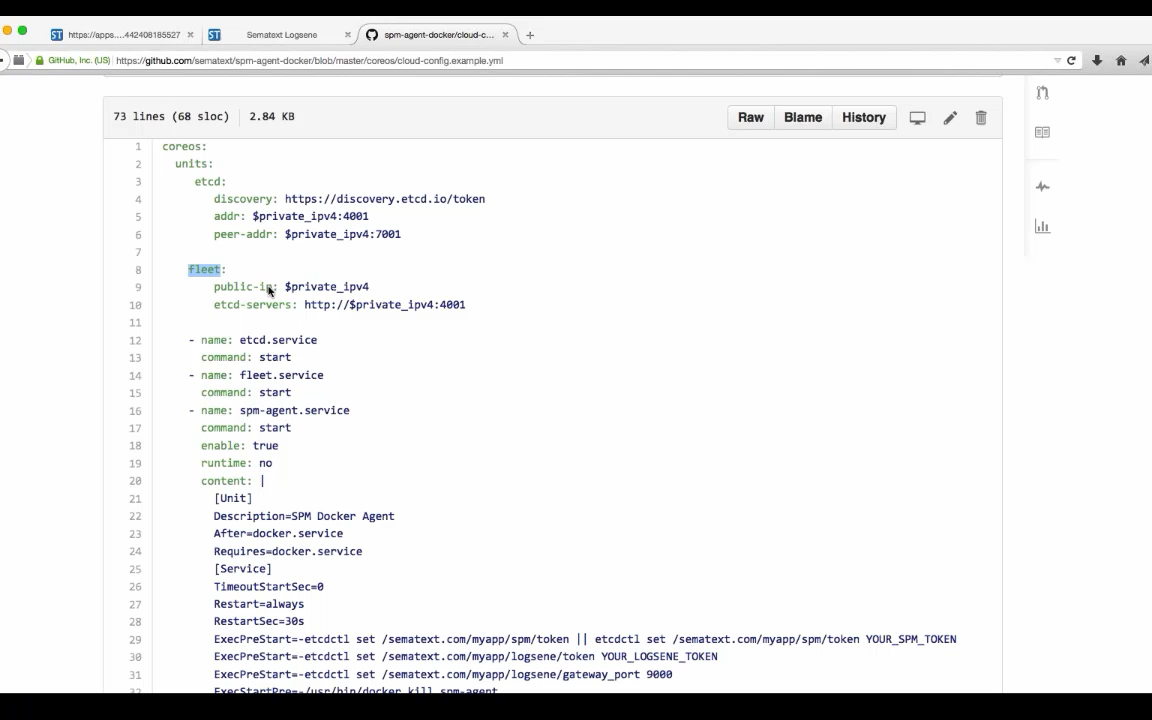 https://apps....442408185527
Sematext Logsene
spm-agent-docker/cloud-c...
GitHub, Inc. (US)
https://github.com/sematext/spm-agent-docker/blob/master/coreos/cloud-config.example.yml
73 lines (68 sloc) 2.84 KB
Raw Blame History
1 coreos:
2 units:
3 etcd:
4 discovery: https://discovery.etcd.io/token
5 addr: $private_ipv4:4001
6 peer-addr: $private_ipv4:7001
7
8 fleet:
9 public-ip: $private_ipv4
10 etcd-servers: http://$private_ipv4:4001
11
12 - name: etcd.service
13 command: start
14 - name: fleet.service
15 command: start
16 - name: spm-agent.service
17 command: start
18 enable: true
19 runtime: no
20 content: |
21 [Unit]
22 Description=SPM Docker Agent
23 After=docker.service
24 Requires=docker.service
25 [Service]
26 TimeoutStartSec=0
27 Restart=always
28 RestartSec=30s
29 ExecPreStart=-etcdctl set /sematext.com/myapp/spm/token || etcdctl set /sematext.com/myapp/spm/token YOUR_SPM_TOKEN
30 ExecPreStart=-etcdctl set /sematext.com/myapp/logsene/token YOUR_LOGSENE_TOKEN
31 ExecPreStart=-etcdctl set /sematext.com/myapp/logsene/gateway_port 9000
32 ExecStartPre=-/usr/bin/docker kill spm-agent